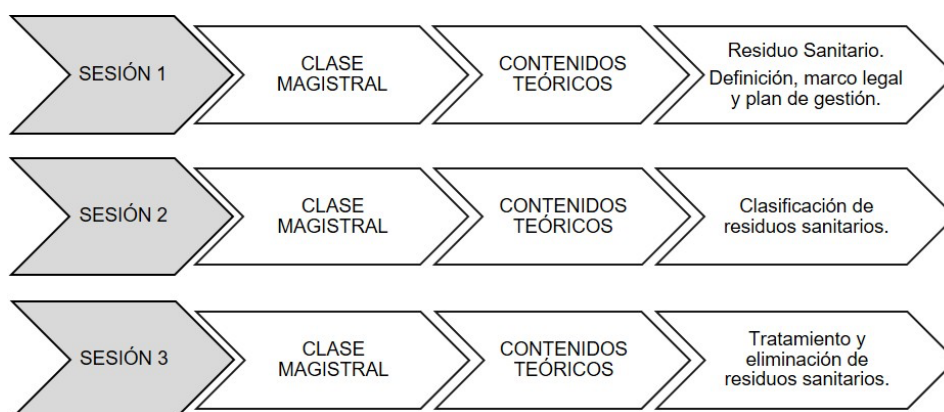 SESIÓN 1
CLASE
MAGISTRAL
CONTENIDOS
TEÓRICOS
Residuo Sanitario.
Definición, marco legal
y plan de gestión.
SESIÓN 2
CLASE
MAGISTRAL
CONTENIDOS
TEÓRICOS
Clasificación de
residuos sanitarios.
SESIÓN 3
CLASE
MAGISTRAL
CONTENIDOS
TEÓRICOS
Tratamiento y
eliminación de
residuos sanitarios.